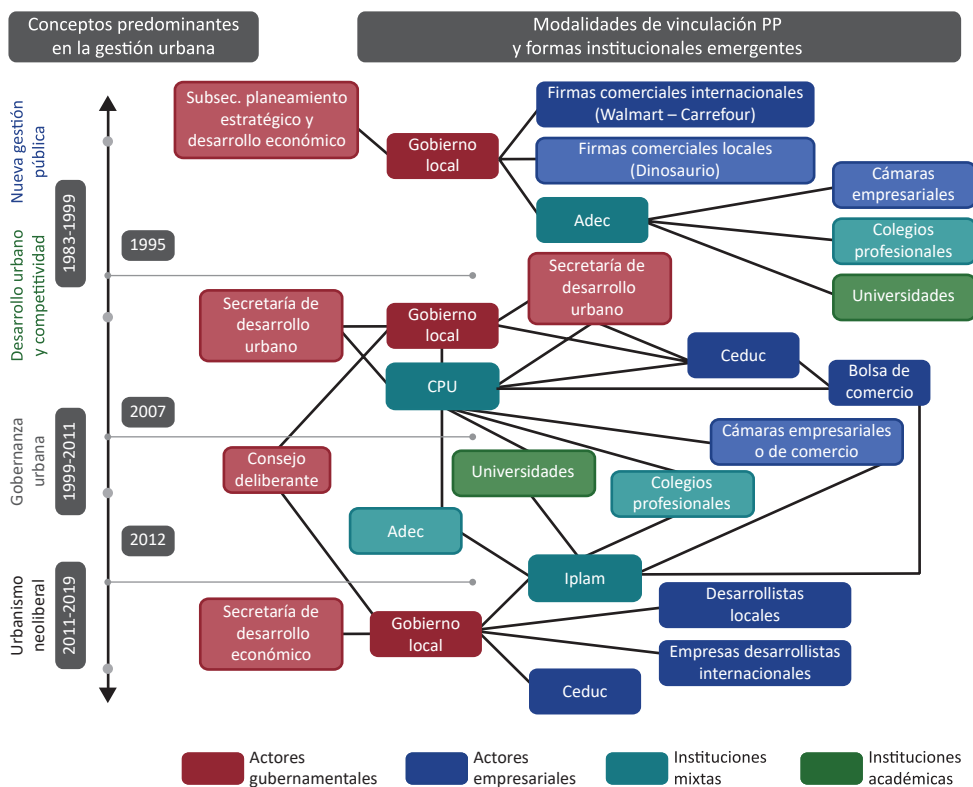 Conceptos predominantes
en la gestión urbana
Modalidades de vinculación PP
y formas institucionales emergentes
Nueva gestión
pública
Desarrollo urbano
y competitividad
Gobernanza
urbana
Urbanismo
neoliberal
1983-1999
1999-2011
2011-2019
1995
2007
2012
Subsec. planeamiento
estratégico y
desarrollo económico
Gobierno
local
Firmas comerciales internacionales
(Walmart – Carrefour)
Firmas comerciales locales
(Dinosaurio)
Adec
Cámaras
empresariales
Colegios
profesionales
Universidades
Secretaría de
desarrollo
urbano
Gobierno
local
Secretaría de
desarrollo
urbano
CPU
Ceduc
Bolsa de
comercio
Consejo
deliberante
Universidades
Cámaras empresariales
o de comercio
Colegios
profesionales
Adec
Iplam
Secretaría de
desarrollo
económico
Gobierno
local
Desarrollistas
locales
Empresas desarrollistas
internacionales
Ceduc
Actores
gubernamentales
Actores
empresariales
Instituciones
mixtas
Instituciones
académicas